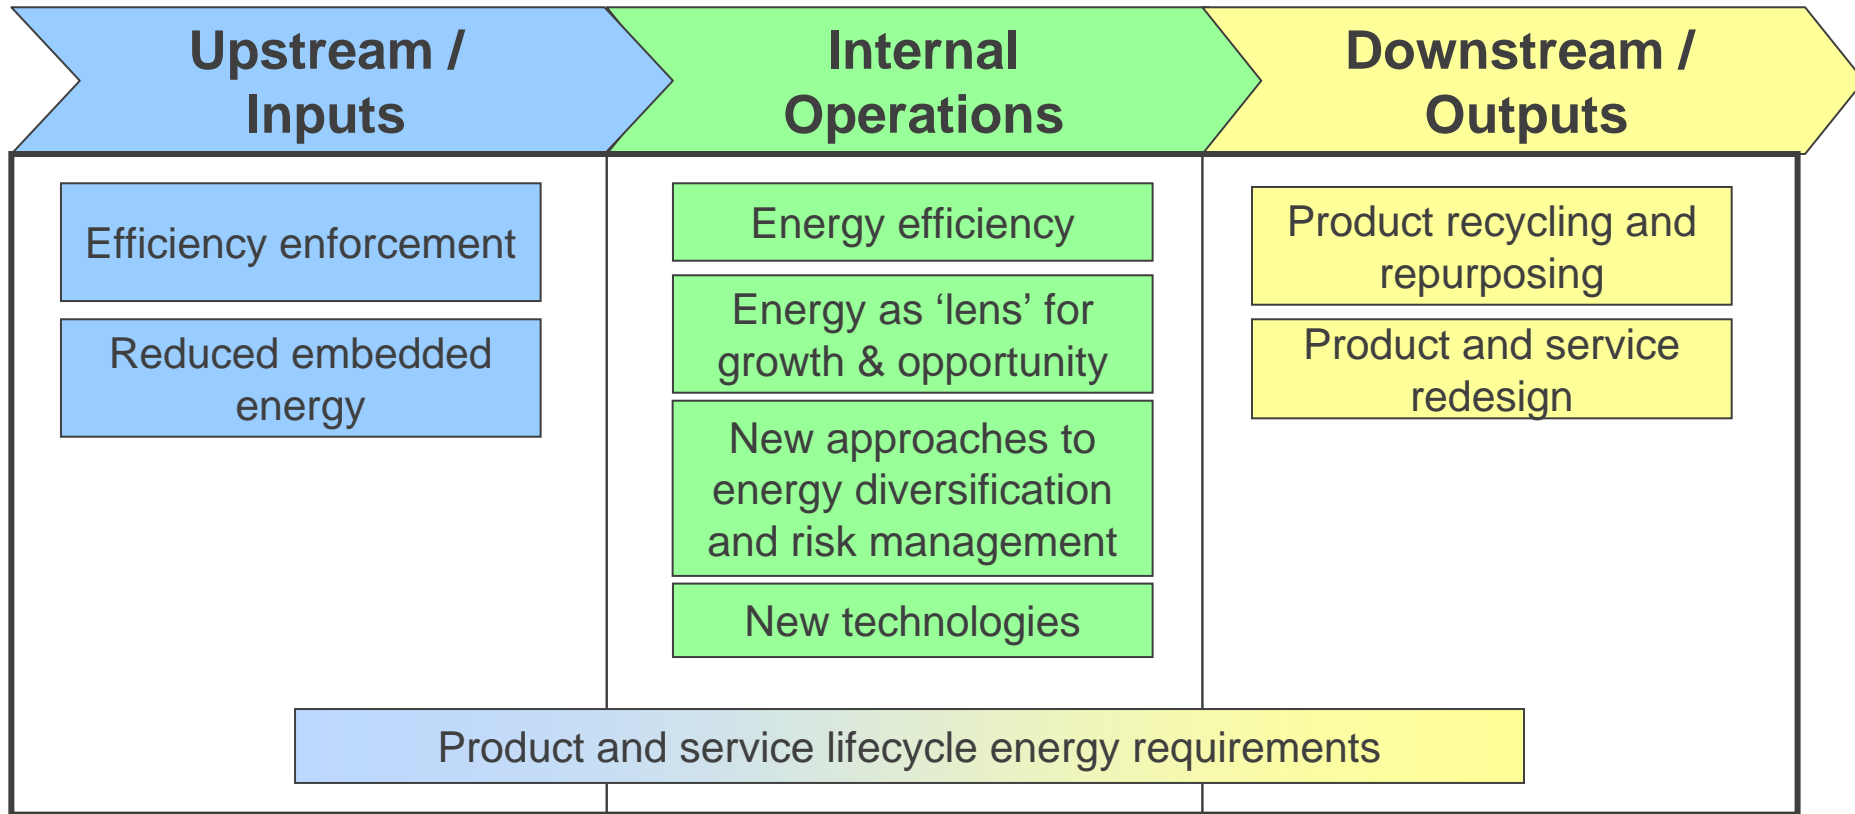 Upstream /
Inputs
Internal
Operations
Downstream /
Outputs
Efficiency enforcement
Reduced embedded
energy
Energy efficiency
Energy as ‘lens’ for
growth & opportunity
New approaches to
energy diversification
and risk management
New technologies
Product recycling and
repurposing
Product and service
redesign
Product and service lifecycle energy requirements